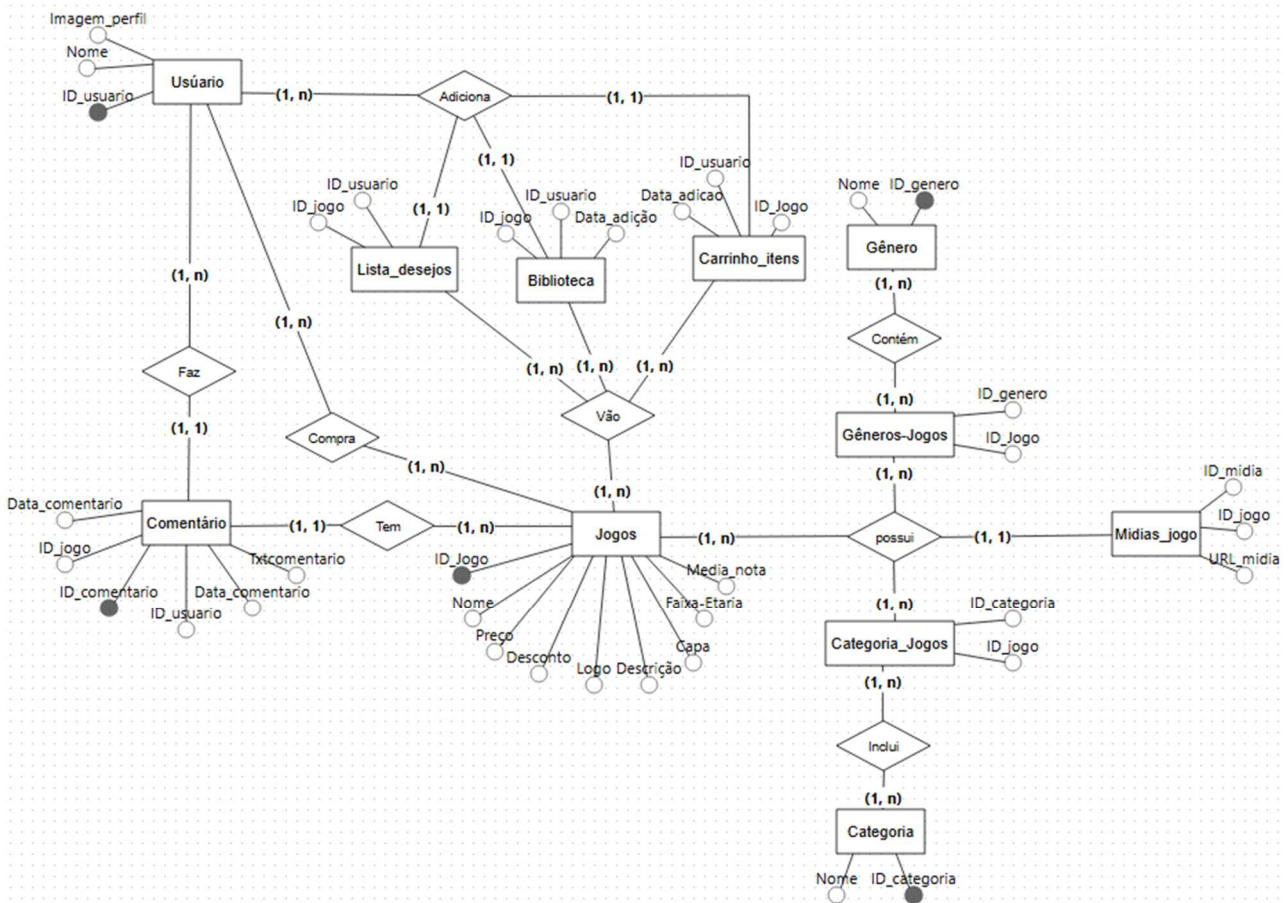 Imagem_perfil
Nome
Usúario
ID_usuario
(1, n)
Adiciona
(1, 1)
(1, 1)
ID_usuario
ID_jogo
(1, 1)
ID_usuario
ID_jogo
Data_adição
ID_usuario
Data_adicao
ID_Jogo
Nome
ID_genero
Gênero
Lista_desejos
Biblioteca
Carrinho_itens
(1, n)
(1, n)
(1, n)
Contém
(1, n)
(1, n)
(1, n)
Faz
Vão
(1, n)
ID_genero
Gêneros-Jogos
ID_Jogo
(1, 1)
Compra
(1, n)
(1, n)
(1, n)
Data_comentario
Comentário
(1, 1)
Tem
(1, n)
Jogos
(1, n)
possui
(1, 1)
ID_midia
Midias_jogo
ID_jogo
URL_midia
ID_jogo
Txtcomentario
ID_comentario
Data_comentario
ID_usuario
ID_Jogo
Nome
Preço
Desconto
Logo
Descrição
Capa
Faixa-Etaria
Media_nota
(1, n)
ID_categoria
Categoria_Jogos
ID_jogo
(1, n)
Inclui
(1, n)
Categoria
Nome
ID_categoria